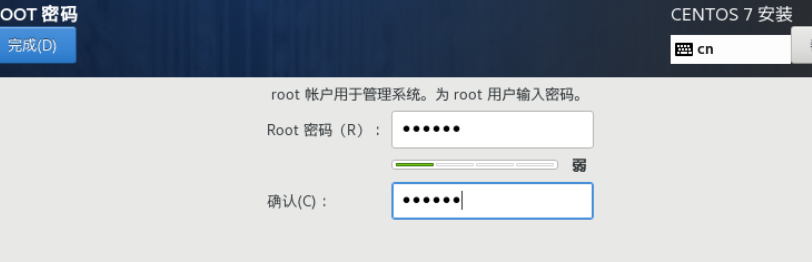 OOT 密码
CENTOS 7 安装
完成(D)
cn
root 帐户用于管理系统。为 root 用户输入密码。
Root 密码（R）：
●●●●●●
弱
确认(C)：
●●●●●●